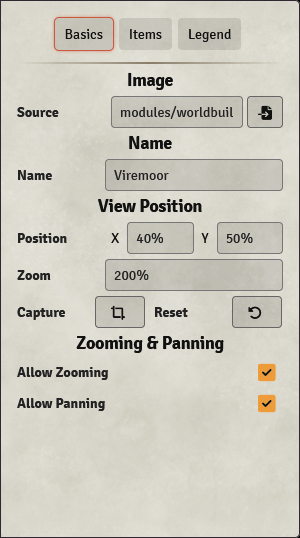 Basics Items Legend
Image
Source modules/worldbuil
Name
Name Viremoor
View Position
Position X 40% Y 50%
Zoom 200%
Capture Reset
Zooming & Panning
Allow Zooming
Allow Panning